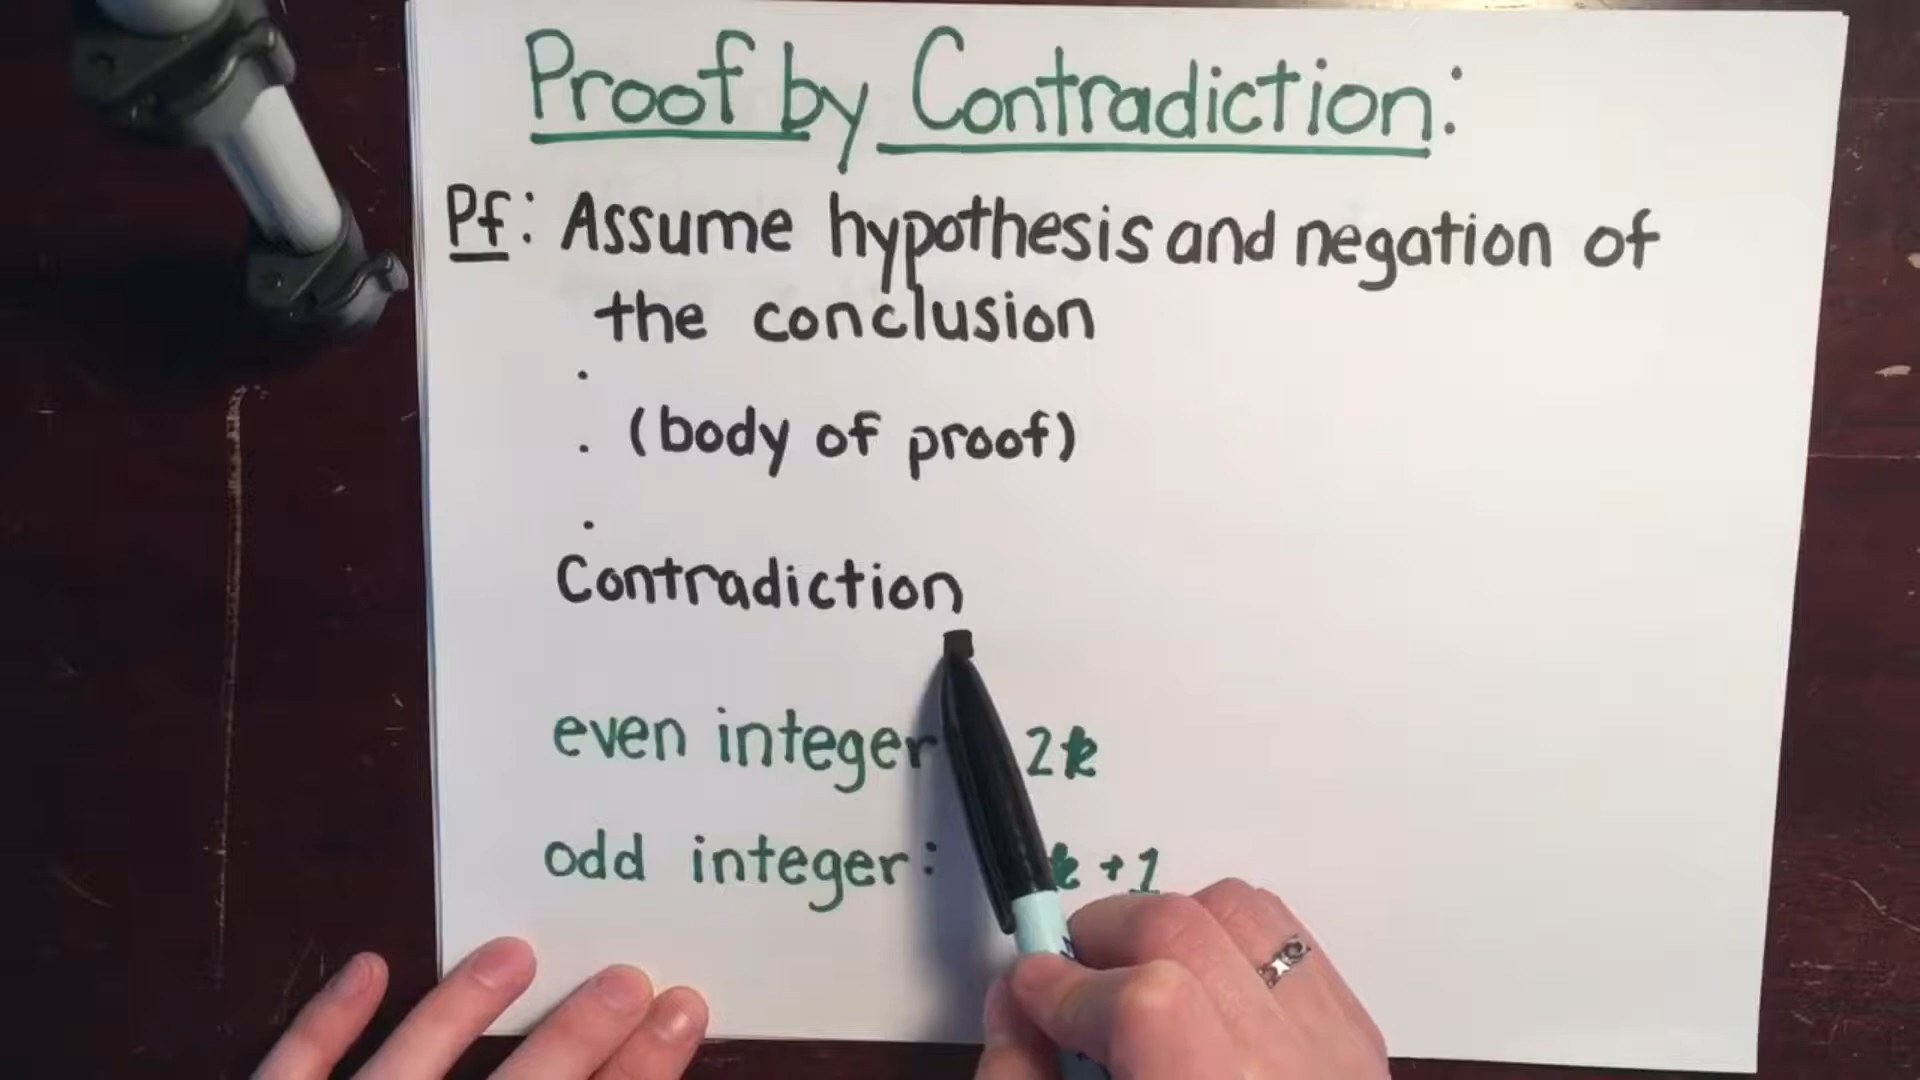 Proof by Contradiction:
Pf: Assume hypothesis and negation of
the conclusion
.
. (body of proof)
.
Contradiction
even integer 2k
odd integer: k + 1